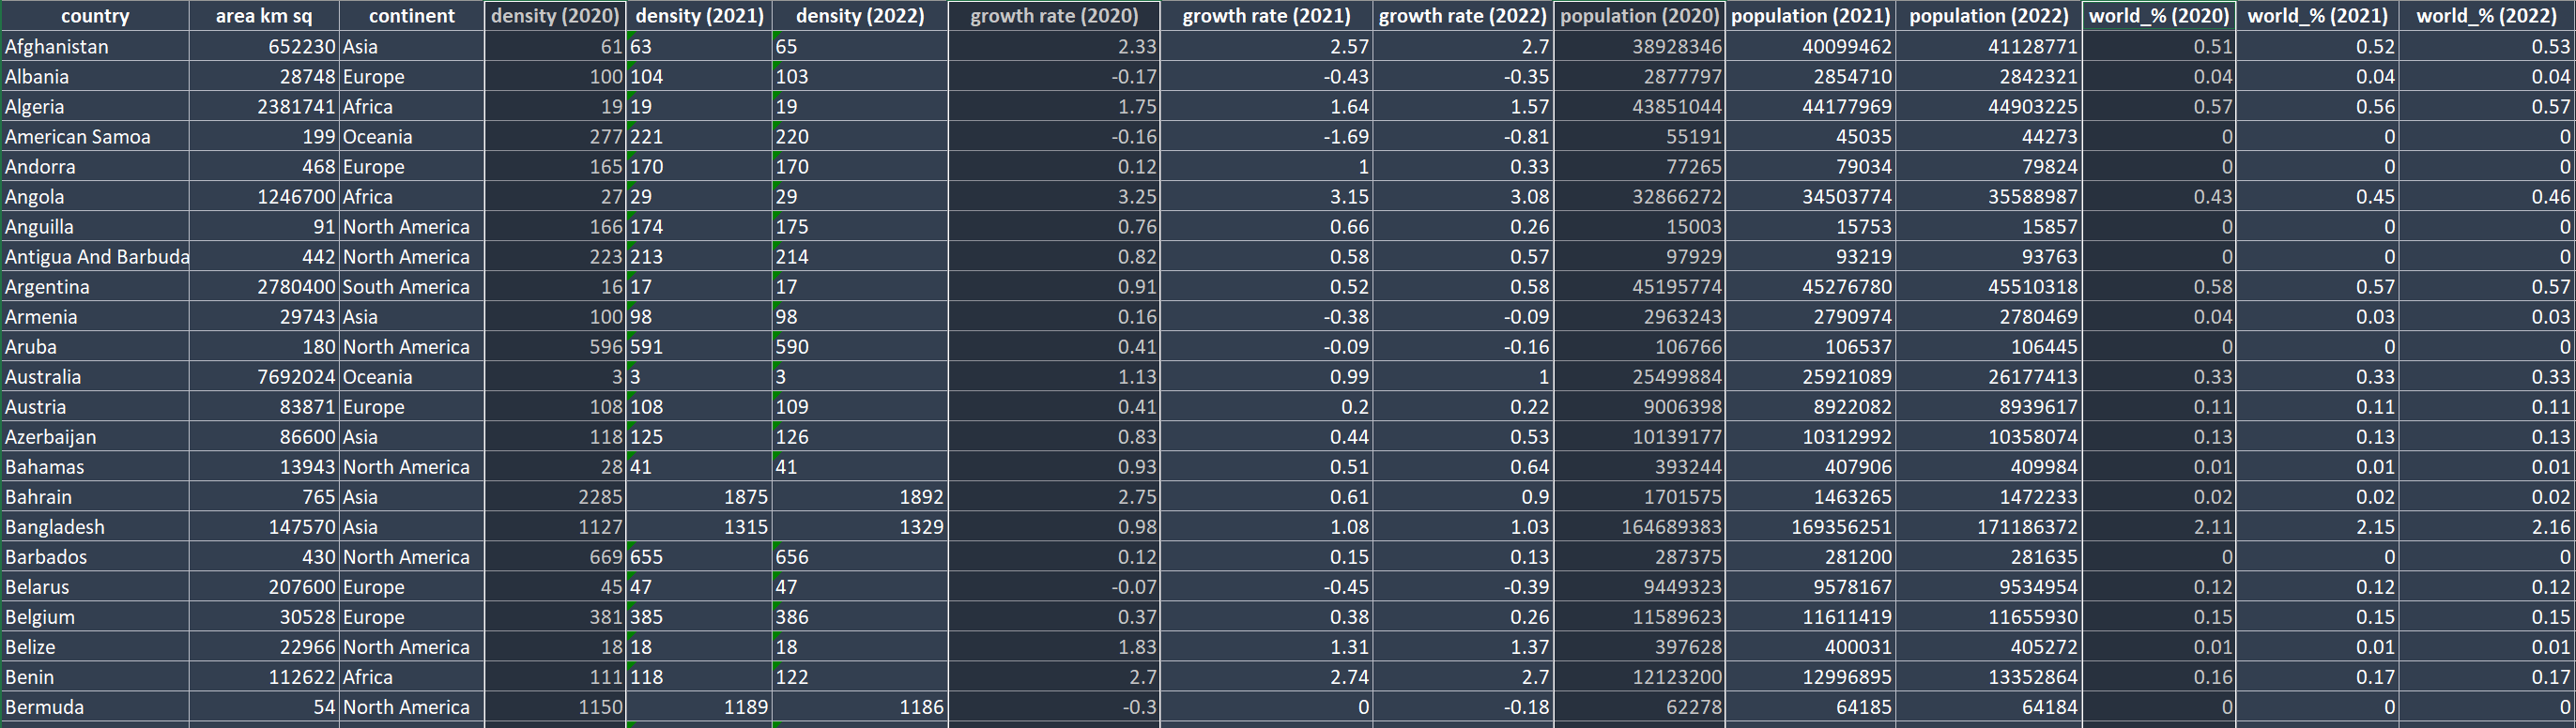 country area km sq continent density (2020) density (2021) density (2022) growth rate (2020) growth rate (2021) growth rate (2022) population (2020) population (2021) population (2022) world_% (2020) world_% (2021) world_% (2022)
Afghanistan 652230 Asia 61 63 65 2.33 2.57 2.7 38928346 40099462 41128771 0.51 0.52 0.53
Albania 28748 Europe 100 104 103 -0.17 -0.43 -0.35 2877797 2854710 2842321 0.04 0.04 0.04
Algeria 2381741 Africa 19 19 19 1.75 1.64 1.57 43851044 44177969 44903225 0.57 0.56 0.57
American Samoa 199 Oceania 277 221 220 -0.16 -1.69 -0.81 55191 45035 44273 0 0 0
Andorra 468 Europe 165 170 170 0.12 1 0.33 77265 79034 79824 0 0 0
Angola 1246700 Africa 27 29 29 3.25 3.15 3.08 32866272 34503774 35588987 0.43 0.45 0.46
Anguilla 91 North America 166 174 175 0.76 0.66 0.26 15003 15753 15857 0 0 0
Antigua And Barbuda 442 North America 223 213 214 0.82 0.58 0.57 97929 93219 93763 0 0 0
Argentina 2780400 South America 16 17 17 0.91 0.52 0.58 45195774 45276780 45510318 0.58 0.57 0.57
Armenia 29743 Asia 100 98 98 0.16 -0.38 -0.09 2963243 2790974 2780469 0.04 0.03 0.03
Aruba 180 North America 596 591 590 0.41 -0.09 -0.16 106766 106537 106445 0 0 0
Australia 7692024 Oceania 3 3 3 1.13 0.99 1 25499884 25921089 26177413 0.33 0.33 0.33
Austria 83871 Europe 108 108 109 0.41 0.2 0.22 9006398 8922082 8939617 0.11 0.11 0.11
Azerbaijan 86600 Asia 118 125 126 0.83 0.44 0.53 10139177 10312992 10358074 0.13 0.13 0.13
Bahamas 13943 North America 28 41 41 0.93 0.51 0.64 393244 407906 409984 0.01 0.01 0.01
Bahrain 765 Asia 2285 1875 1892 2.75 0.61 0.9 1701575 1463265 1472233 0.02 0.02 0.02
Bangladesh 147570 Asia 1127 1315 1329 0.98 1.08 1.03 164689383 169356251 171186372 2.11 2.15 2.16
Barbados 430 North America 669 655 656 0.12 0.15 0.13 287375 281200 281635 0 0 0
Belarus 207600 Europe 45 47 47 -0.07 -0.45 -0.39 9449323 9578167 9534954 0.12 0.12 0.12
Belgium 30528 Europe 381 385 386 0.37 0.38 0.26 11589623 11611419 11655930 0.15 0.15 0.15
Belize 22966 North America 18 18 18 1.83 1.31 1.37 397628 400031 405272 0.01 0.01 0.01
Benin 112622 Africa 111 118 122 2.7 2.74 2.7 12123200 12996895 13352864 0.16 0.17 0.17
Bermuda 54 North America 1150 1189 1186 -0.3 0 -0.18 62278 64185 64184 0 0 0